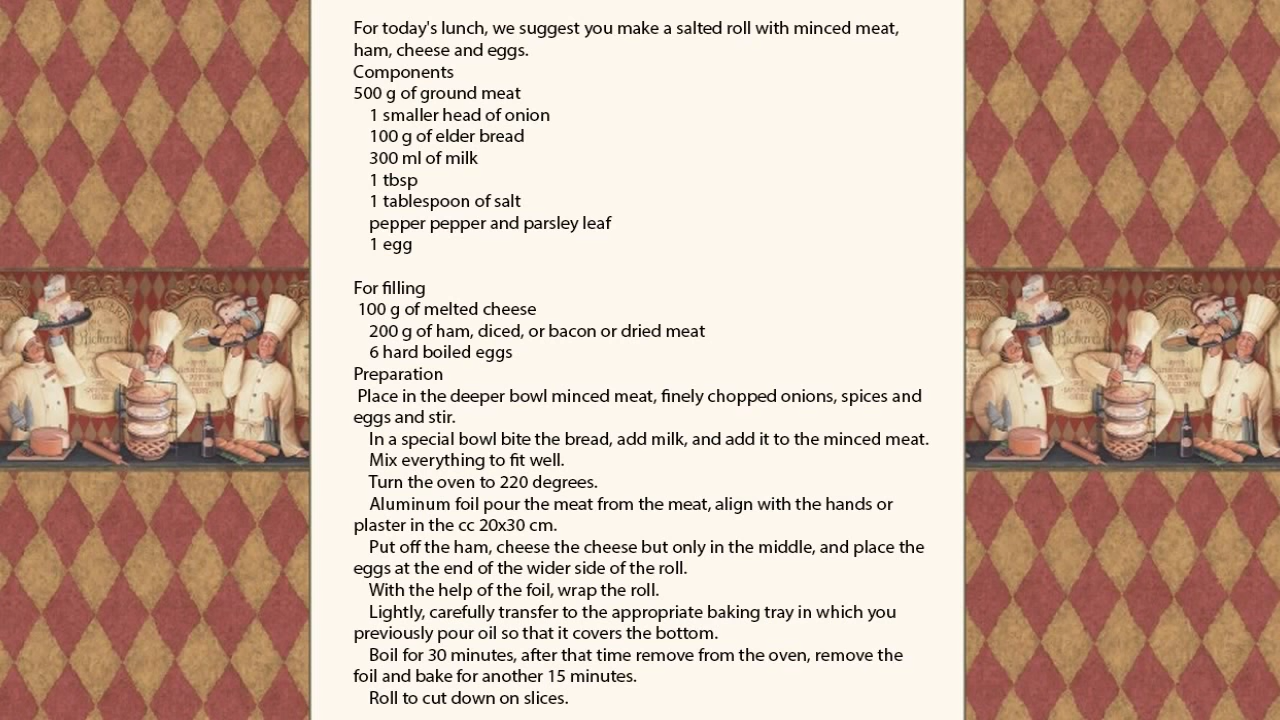 For today's lunch, we suggest you make a salted roll with minced meat,
ham, cheese and eggs.
Components
500 g of ground meat
1 smaller head of onion
100 g of elder bread
300 ml of milk
1 tbsp
1 tablespoon of salt
pepper pepper and parsley leaf
1 egg
For filling
100 g of melted cheese
200 g of ham, diced, or bacon or dried meat
6 hard boiled eggs
Preparation
Place in the deeper bowl minced meat, finely chopped onions, spices and
eggs and stir.
In a special bowl bite the bread, add milk, and add it to the minced meat.
Mix everything to fit well.
Turn the oven to 220 degrees.
Aluminum foil pour the meat from the meat, align with the hands or
plaster in the cc 20x30 cm.
Put off the ham, cheese the cheese but only in the middle, and place the
eggs at the end of the wider side of the roll.
With the help of the foil, wrap the roll.
Lightly, carefully transfer to the appropriate baking tray in which you
previously pour oil so that it covers the bottom.
Boil for 30 minutes, after that time remove from the oven, remove the
foil and bake for another 15 minutes.
Roll to cut down on slices.